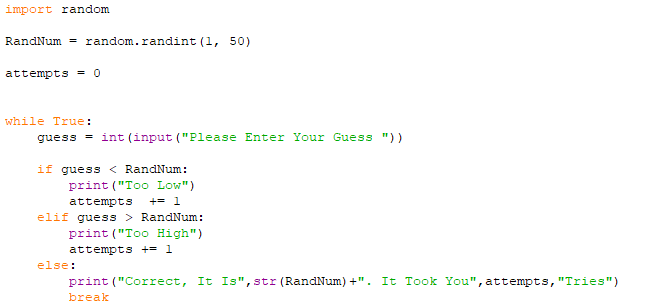 import random
RandNum = random.randint(1, 50)
attempts = 0
while True:
    guess = int(input("Please Enter Your Guess "))
    if guess < RandNum:
        print("Too Low")
        attempts  += 1
    elif guess > RandNum:
        print("Too High")
        attempts += 1
    else:
        print("Correct, It Is",str(RandNum)+". It Took You",attempts,"Tries")
        break